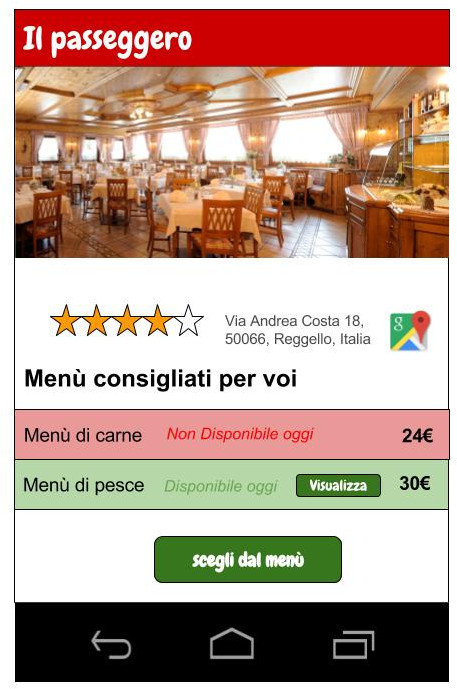 Il passeggero
Via Andrea Costa 18,
50066, Reggello, Italia
8
Menù consigliati per voi
Menù di carne Non Disponibile oggi 24€
Menù di pesce Disponibile oggi Visualizza 30€
scegli dal menù